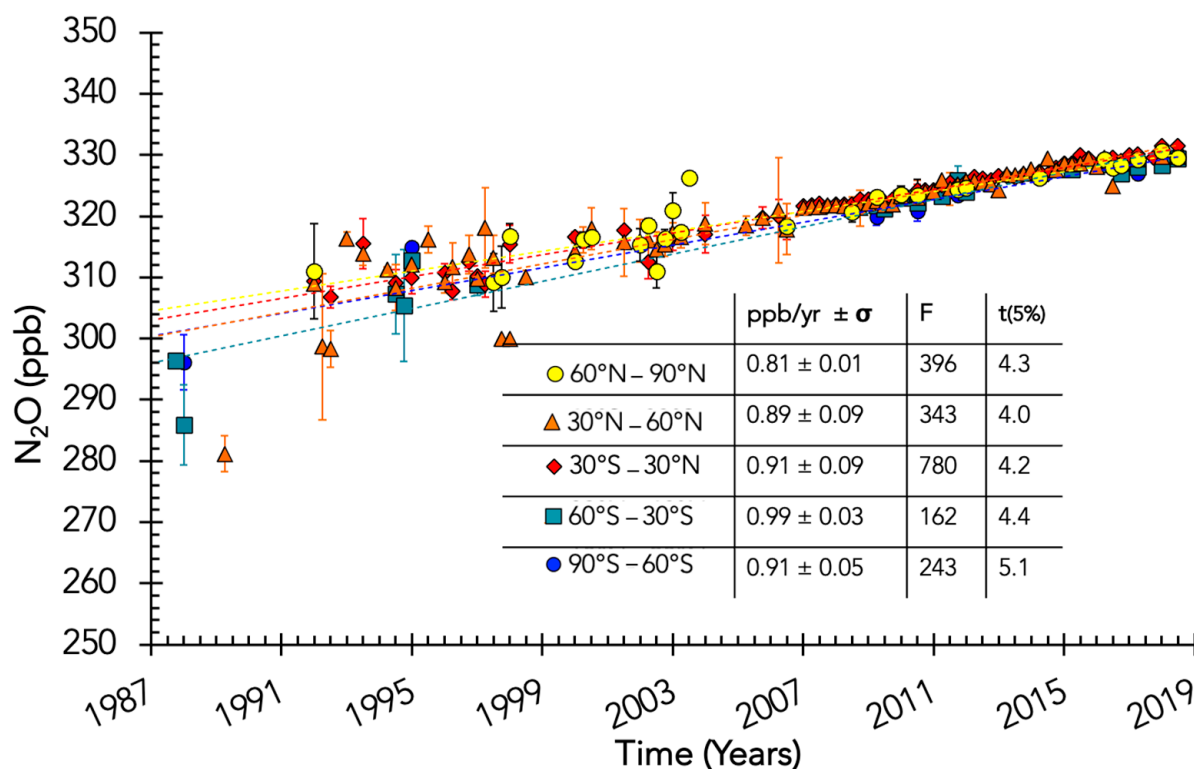 350
340
330
320
310
300
290
280
270
260
250
N₂O (ppb)
ppb/yr ± σ F t(5%)
60°N – 90°N 0.81 ± 0.01 396 4.3
30°N – 60°N 0.89 ± 0.09 343 4.0
30°S – 30°N 0.91 ± 0.09 780 4.2
60°S – 30°S 0.99 ± 0.03 162 4.4
90°S – 60°S 0.91 ± 0.05 243 5.1
1987 1991 1995 1999 2003 2007 2011 2015 2019
Time (Years)